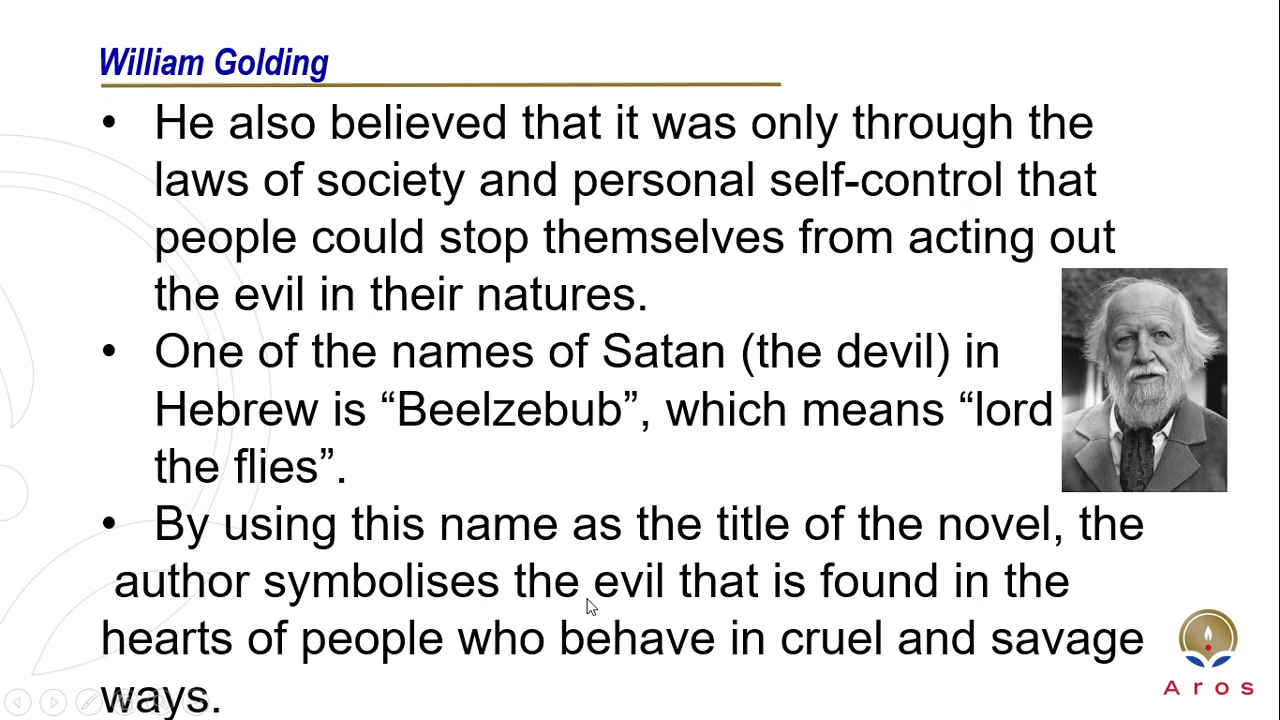 William Golding
• He also believed that it was only through the
laws of society and personal self-control that
people could stop themselves from acting out
the evil in their natures.
• One of the names of Satan (the devil) in
Hebrew is “Beelzebub”, which means “lord
the flies”.
• By using this name as the title of the novel, the
author symbolises the evil that is found in the
hearts of people who behave in cruel and savage
ways.
Aros